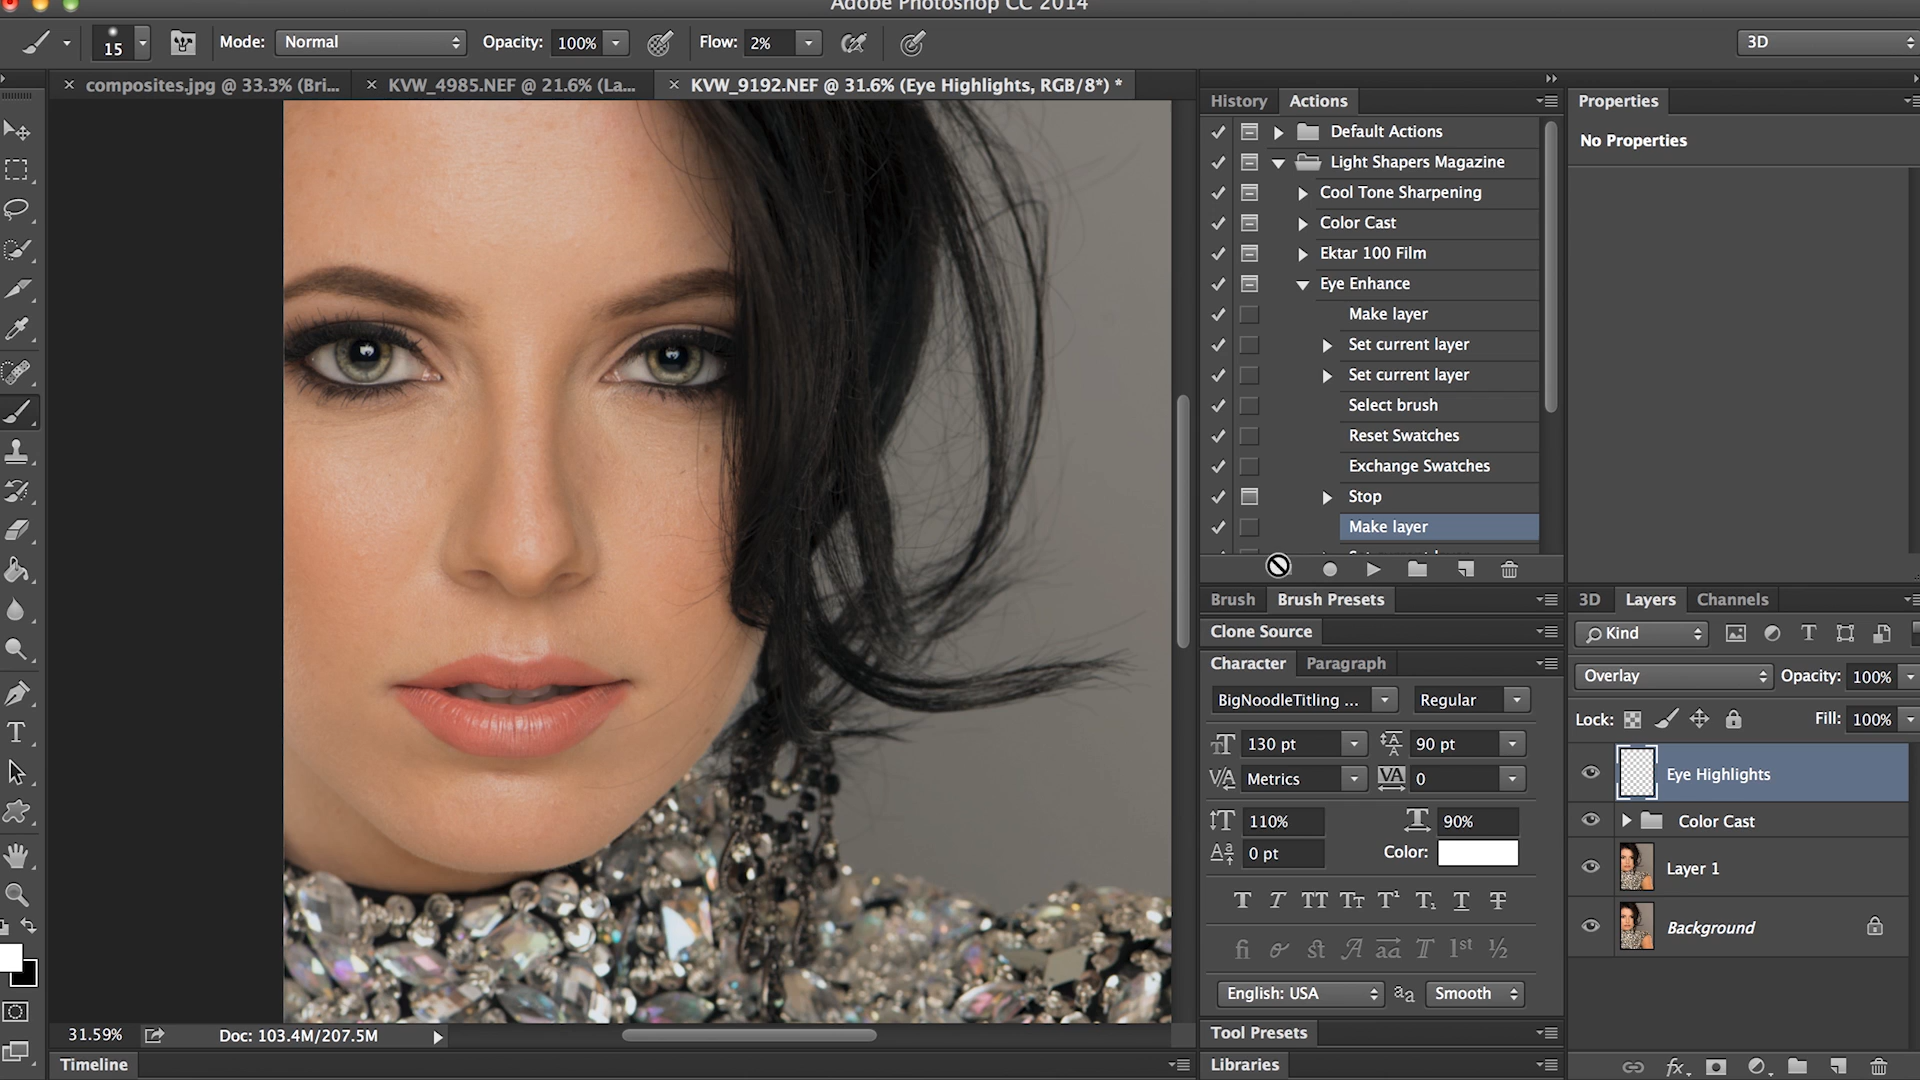 Adobe Photoshop CC 2014
15
Mode: Normal
Opacity: 100%
Flow: 2%
3D
composites.jpg @ 33.3% (Bri...
KVW_4985.NEF @ 21.6% (La...
KVW_9192.NEF @ 31.6% (Eye Highlights, RGB/8*) *
History
Actions
Default Actions
Light Shapers Magazine
Cool Tone Sharpening
Color Cast
Ektar 100 Film
Eye Enhance
Make layer
Set current layer
Set current layer
Select brush
Reset Swatches
Exchange Swatches
Stop
Make layer
Properties
No Properties
Brush
Brush Presets
Clone Source
Character
Paragraph
BigNoodleTitling ...
Regular
130 pt
90 pt
Metrics
0
110%
90%
0 pt
Color:
English: USA
Smooth
Tool Presets
Libraries
3D
Layers
Channels
Kind
Overlay
Opacity: 100%
Lock:
Fill: 100%
Eye Highlights
Color Cast
Layer 1
Background
31.59%
Doc: 103.4M/207.5M
Timeline